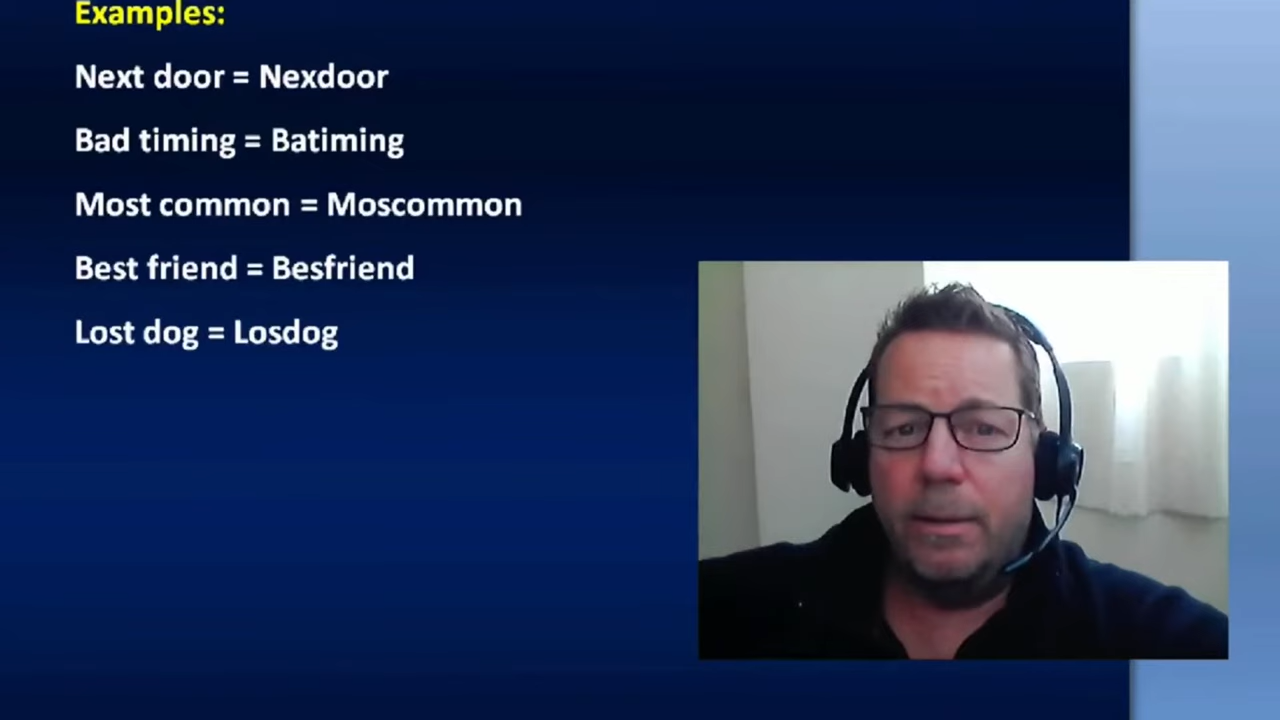 Examples:
Next door = Nexdoor
Bad timing = Batiming
Most common = Moscommon
Best friend = Besfriend
Lost dog = Losdog